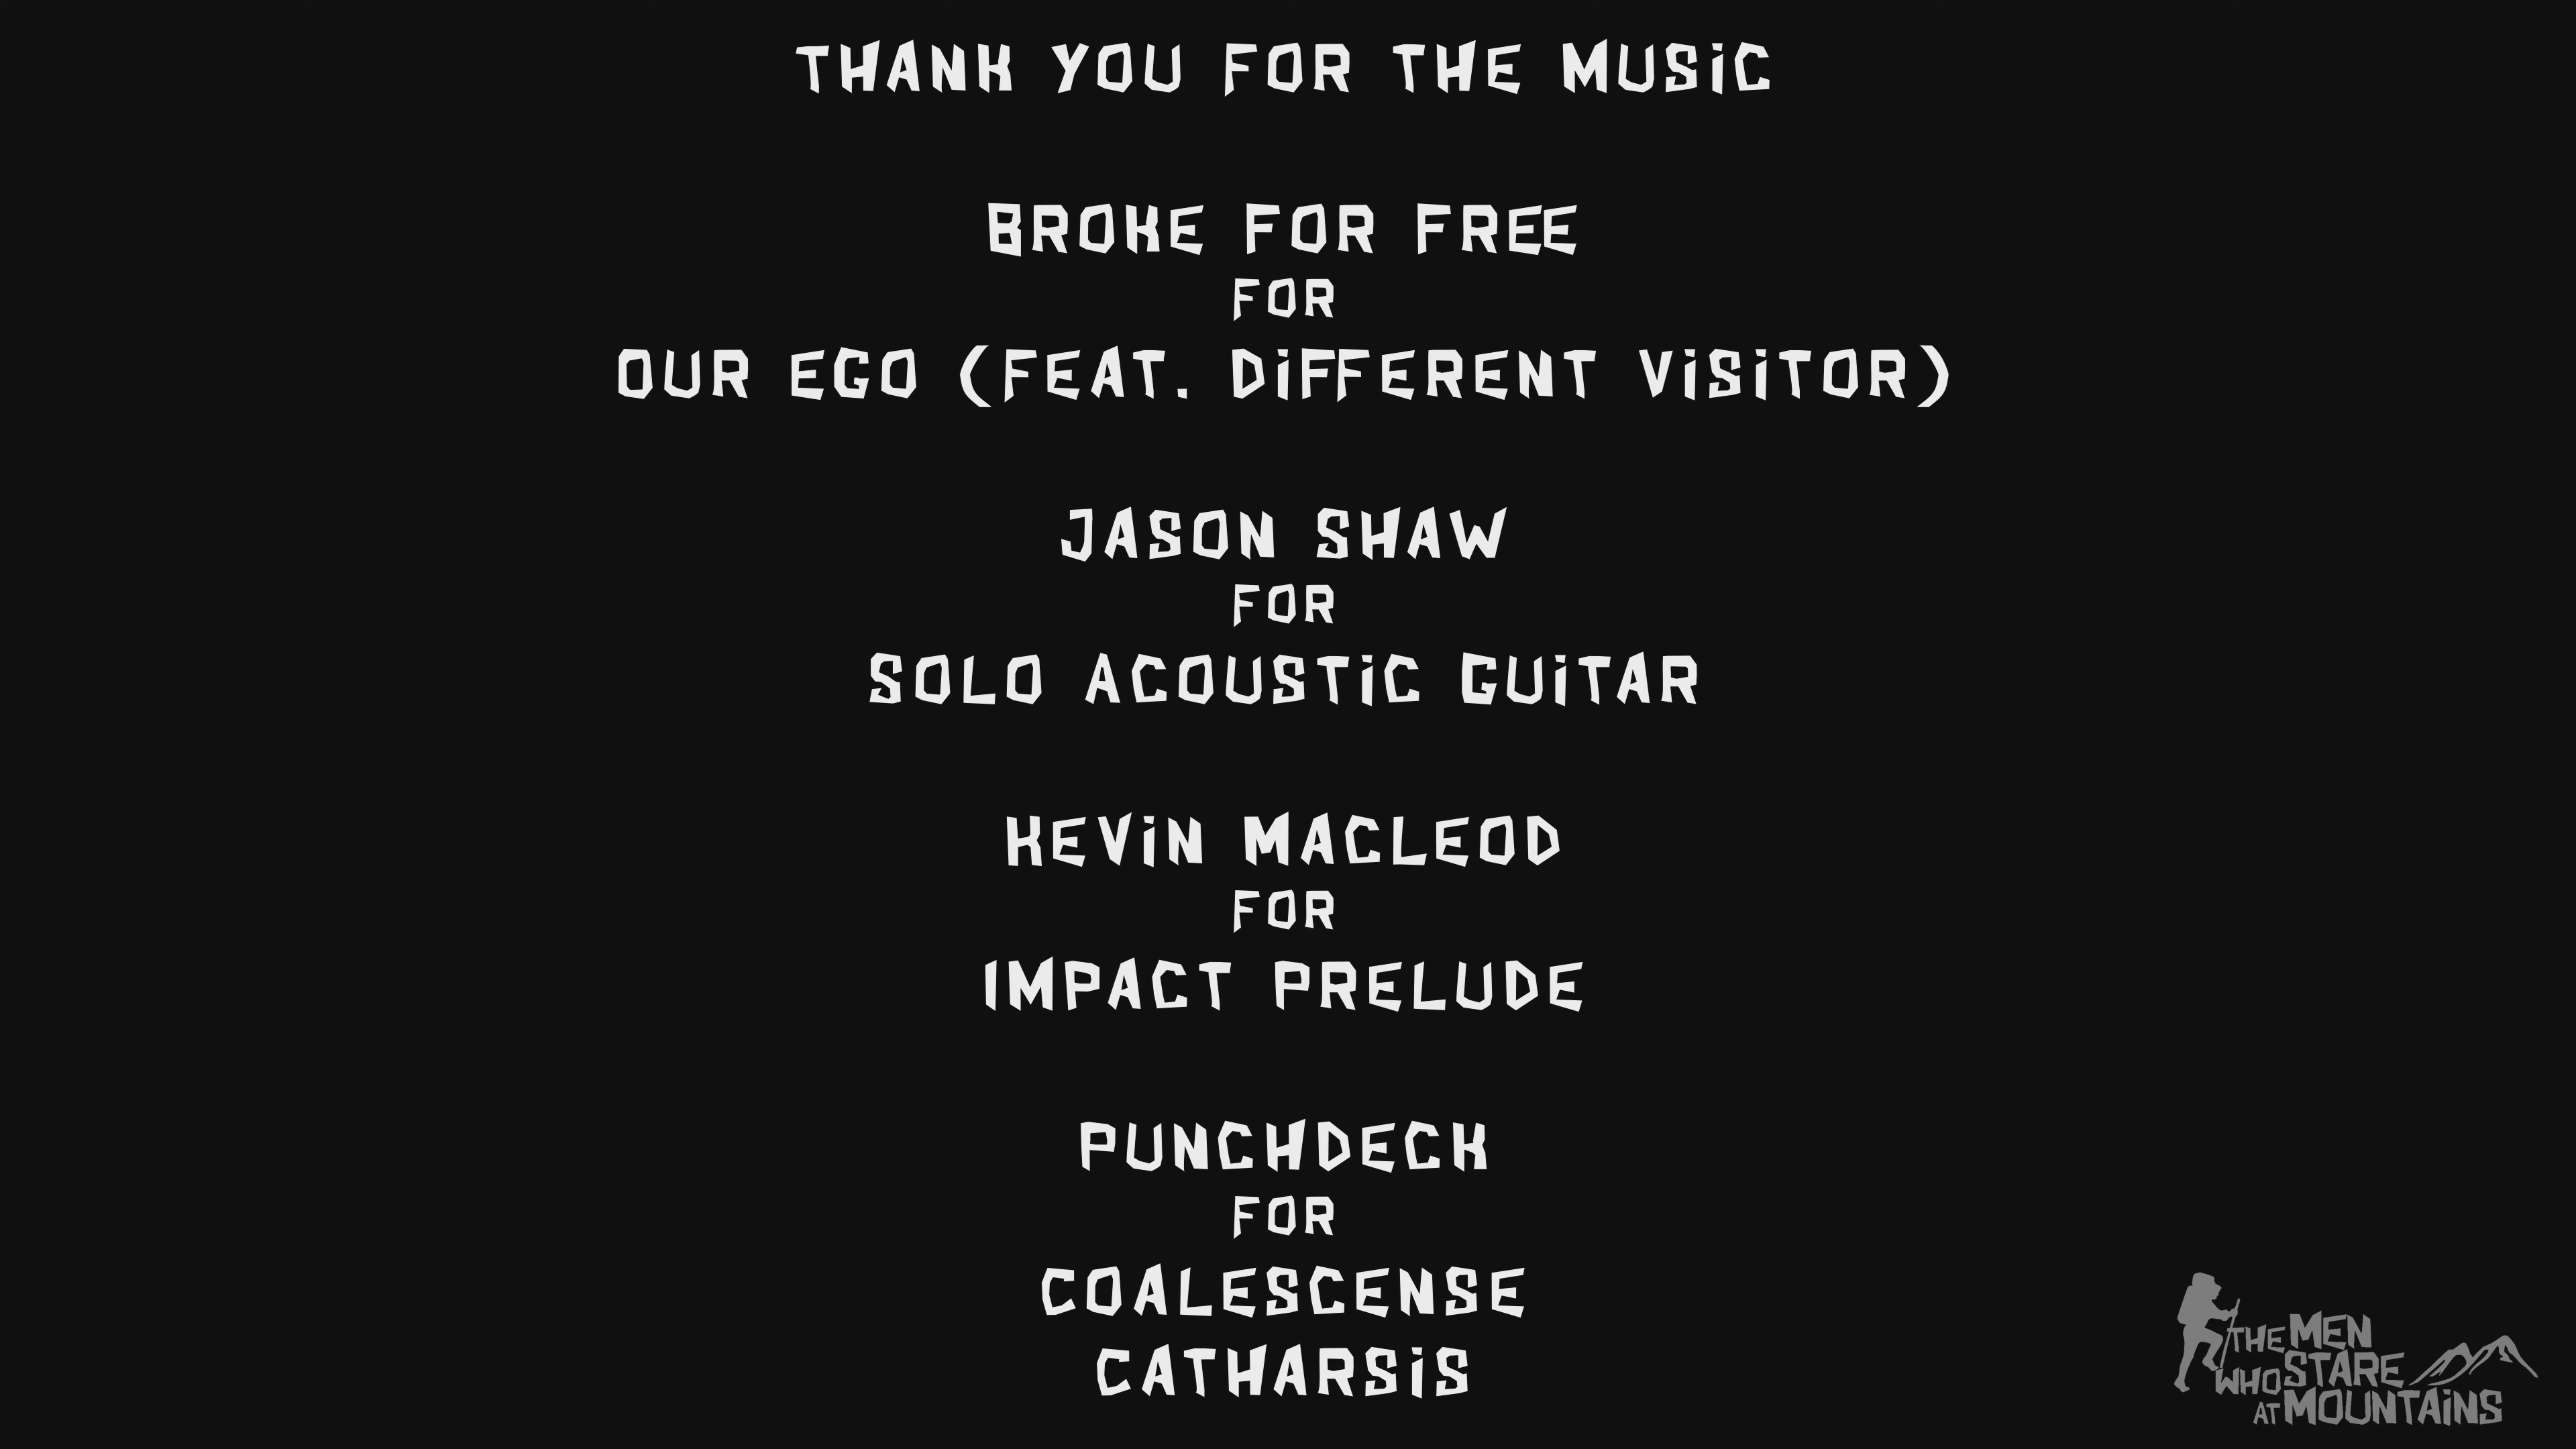 THANK YOU FOR THE MUSiC
BROKE FOR FREE
FOR
OUR EGO (FEAT. DiFFERENT ViSiTOR)
JASON SHAW
FOR
SOLO ACOUSTiC GUiTAR
KEViN MACLEOD
FOR
IMPACT PRELUDE
PUNCHDECK
FOR
COALESCENSE
CATHARSiS
THE MEN
WHO STARE
AT MOUNTAiNS